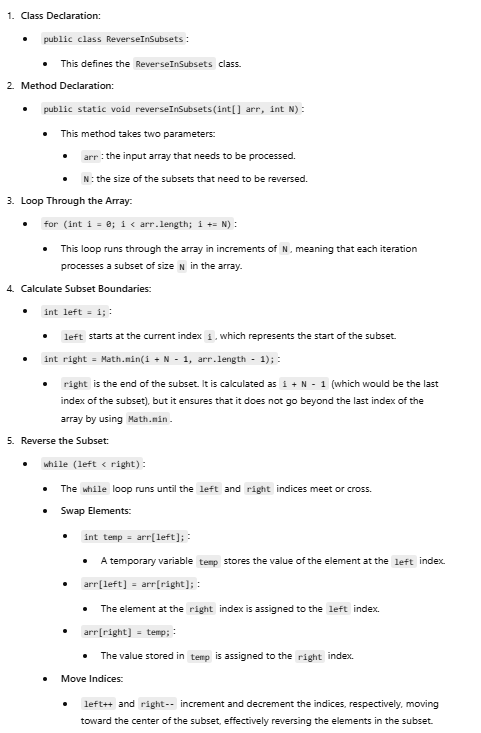 1. Class Declaration:
• public class ReverseInSubsets :
• This defines the ReverseInSubsets class.
2. Method Declaration:
• public static void reverseInSubsets(int[] arr, int N) :
• This method takes two parameters:
• arr : the input array that needs to be processed.
• N : the size of the subsets that need to be reversed.
3. Loop Through the Array:
• for (int i = 0; i < arr.length; i += N) :
• This loop runs through the array in increments of N , meaning that each iteration
processes a subset of size N in the array.
4. Calculate Subset Boundaries:
• int left = i; :
• left starts at the current index i , which represents the start of the subset.
• int right = Math.min(i + N - 1, arr.length - 1); :
• right is the end of the subset. It is calculated as i + N - 1 (which would be the last
index of the subset), but it ensures that it does not go beyond the last index of the
array by using Math.min .
5. Reverse the Subset:
• while (left < right) :
• The while loop runs until the left and right indices meet or cross.
• Swap Elements:
• int temp = arr[left]; :
• A temporary variable temp stores the value of the element at the left index.
• arr[left] = arr[right]; :
• The element at the right index is assigned to the left index.
• arr[right] = temp; :
• The value stored in temp is assigned to the right index.
• Move Indices:
• left++ and right-- increment and decrement the indices, respectively, moving
toward the center of the subset, effectively reversing the elements in the subset.